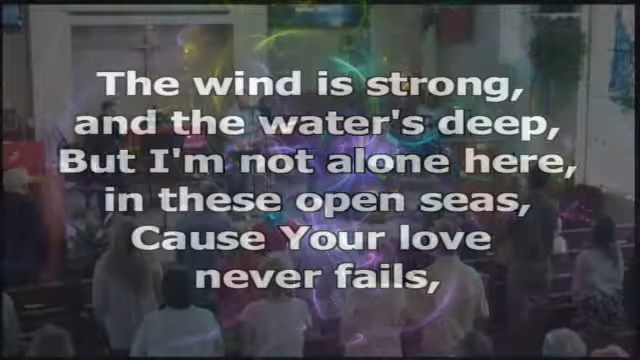 The wind is strong,
and the water's deep,
But I'm not alone here,
in these open seas,
Cause Your love
never fails,